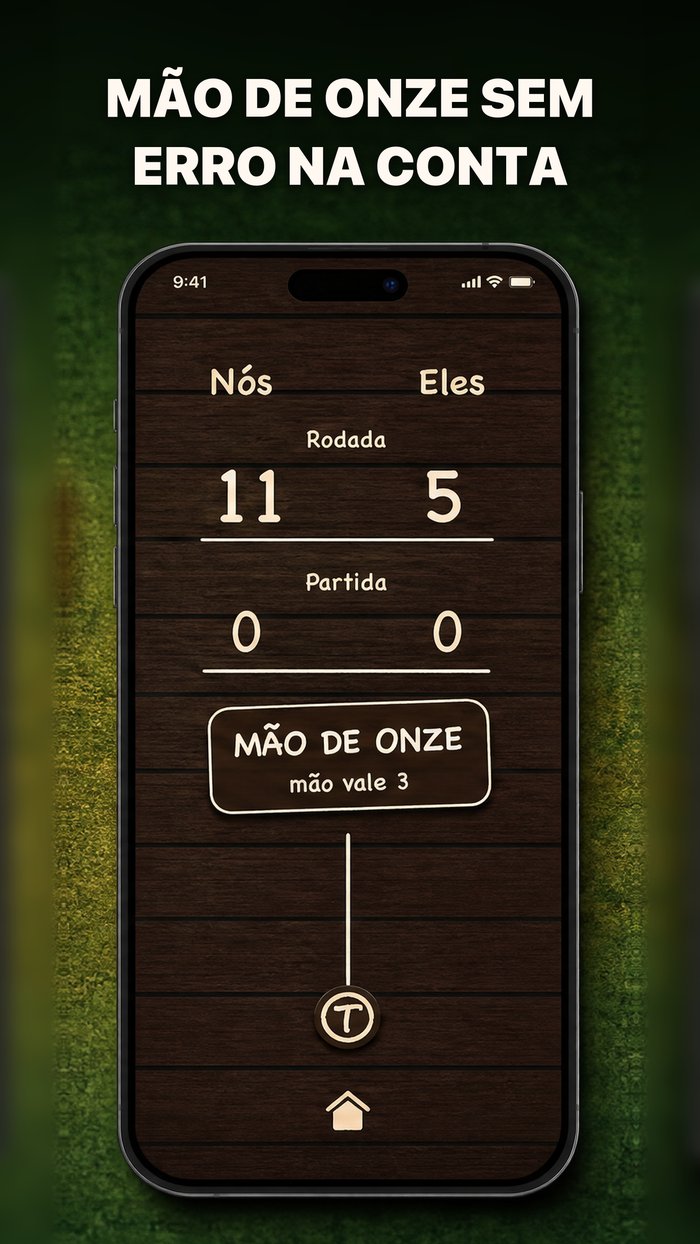 MÃO DE ONZE SEM
ERRO NA CONTA
9:41
Nós Eles
Rodada
11 5
Partida
0 0
MÃO DE ONZE
mão vale 3
T